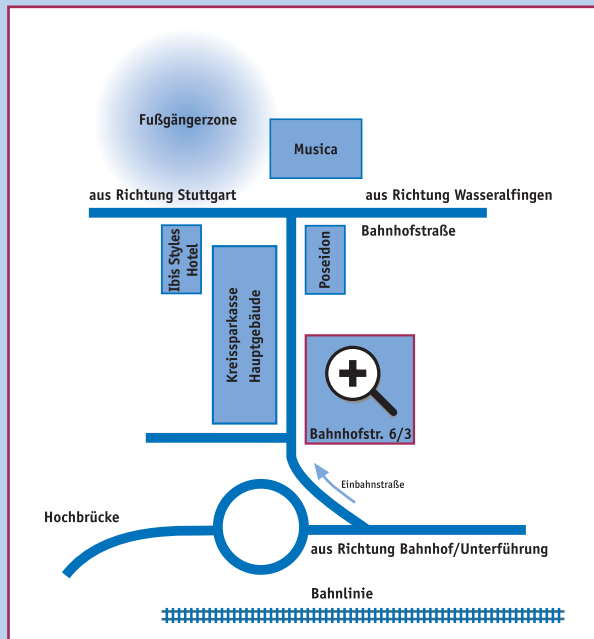 Fußgängerzone
Musica
aus Richtung Stuttgart
aus Richtung Wasseralfingen
Bahnhofstraße
Ibis Styles
Hotel
Poseidon
Kreissparkasse
Hauptgebäude
Bahnhofstr. 6/3
Einbahnstraße
Hochbrücke
aus Richtung Bahnhof/Unterführung
Bahnlinie